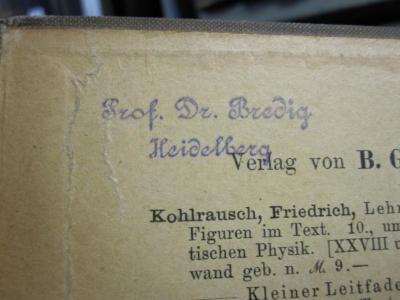 Prof. Dr. Bredig
Heidelberg
Verlag von B. G
Kohlrausch, Friedrich, Lehr
Figuren im Text. 10., um
tischen Physik. [XXVIII u
wand geb. n. M. 9.—
Kleiner Leitfade